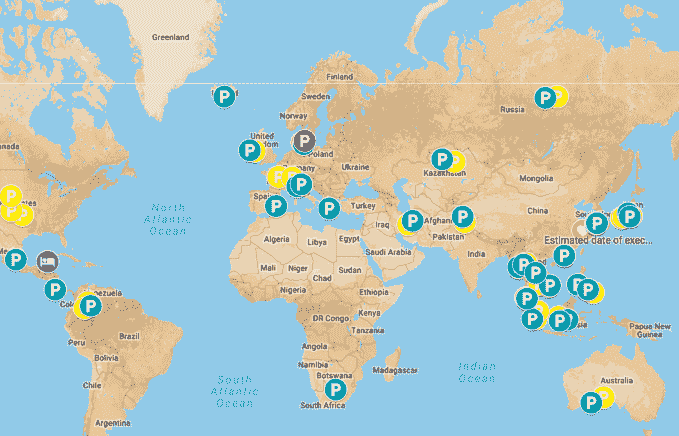 Greenland
Finland
Sweden
Norway
Russia
United
Poland
Ukraine
Kazakhstan
Mongolia
Spain
Turkey
China
Iraq
Afghanistan
Pakistan
India
North
Atlantic
Ocean
Estimated date of exec...
Algeria
Libya
Egypt
Saudi Arabia
Mali
Niger
Chad
Sudan
Nigeria
Ethiopia
DR Congo
Kenya
Tanzania
Angola
Namibia
Botswana
Madagascar
South Africa
Peru
Brazil
Bolivia
Chile
Argentina
South
Atlantic
Ocean
Indian
Ocean
Papua New
Guinea
Australia
P